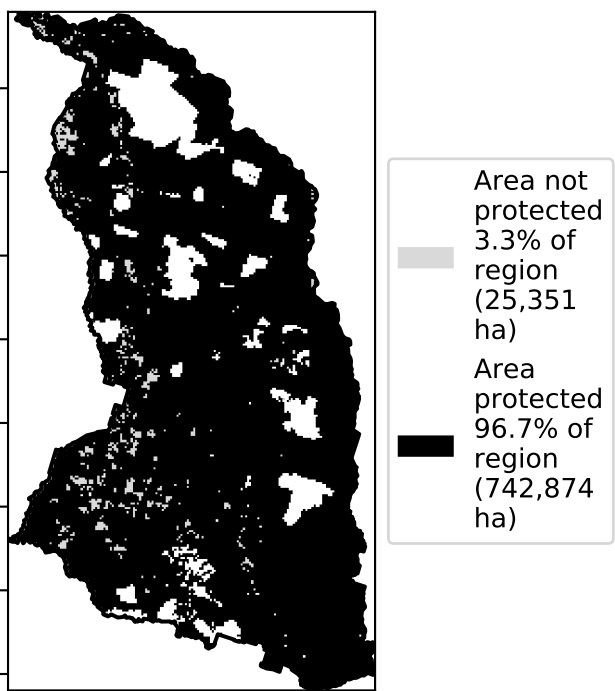 Area not
protected
3.3% of
region
(25,351
ha)
Area
protected
96.7% of
region
(742,874
ha)